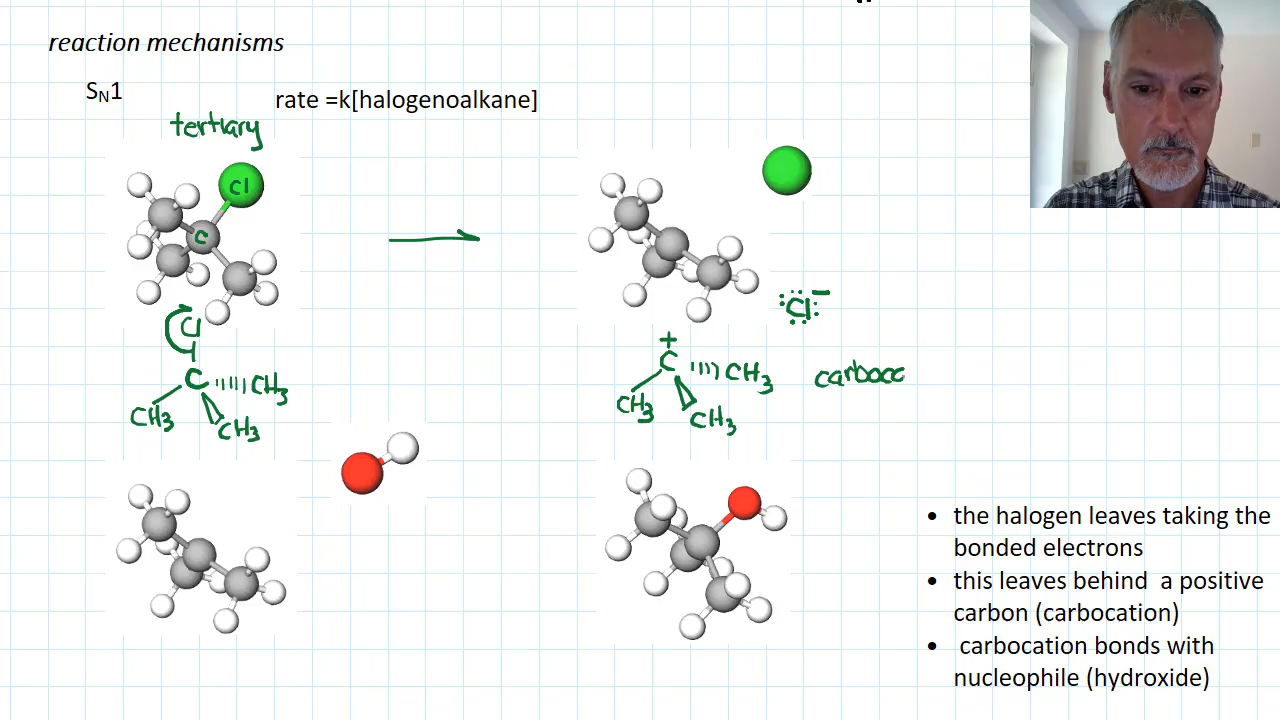 reaction mechanisms
S_N1
rate =k[halogenoalkane]
tertiary
Cl
C
Cl
C
CH₃
CH₃
CH₃
:Cl:⁻
+
C
CH₃
CH₃
CH₃
carbocc
• the halogen leaves taking the
bonded electrons
• this leaves behind a positive
carbon (carbocation)
• carbocation bonds with
nucleophile (hydroxide)